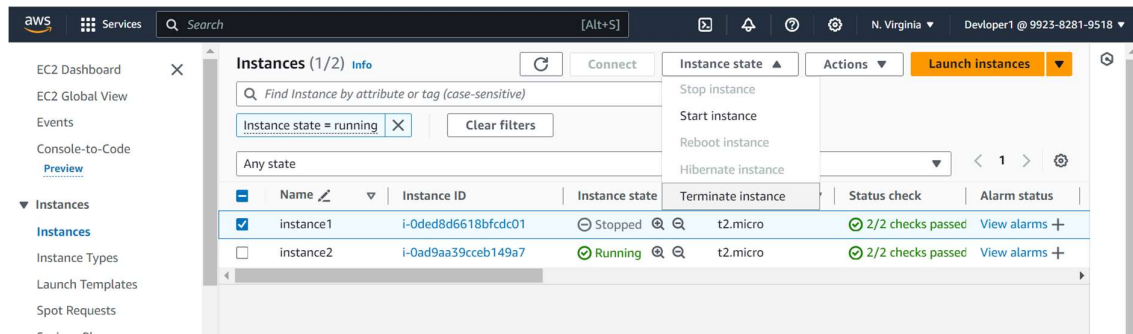 aws Services Search [Alt+S] N. Virginia ▼ Devloper1 @ 9923-8281-9518 ▼
EC2 Dashboard
EC2 Global View
Events
Console-to-Code
Preview
▼ Instances
Instances
Instance Types
Launch Templates
Spot Requests
Instances (1/2) Info Connect Instance state ▲ Actions ▼ Launch instances ▼
Find Instance by attribute or tag (case-sensitive)
Instance state = running Clear filters
Any state
Stop instance
Start instance
Reboot instance
Hibernate instance
Terminate instance
< 1 >
Name Instance ID Instance state Status check Alarm status
instance1 i-0ded8d6618bfcdc01 Stopped t2.micro 2/2 checks passed View alarms +
instance2 i-0ad9aa39cceb149a7 Running t2.micro 2/2 checks passed View alarms +